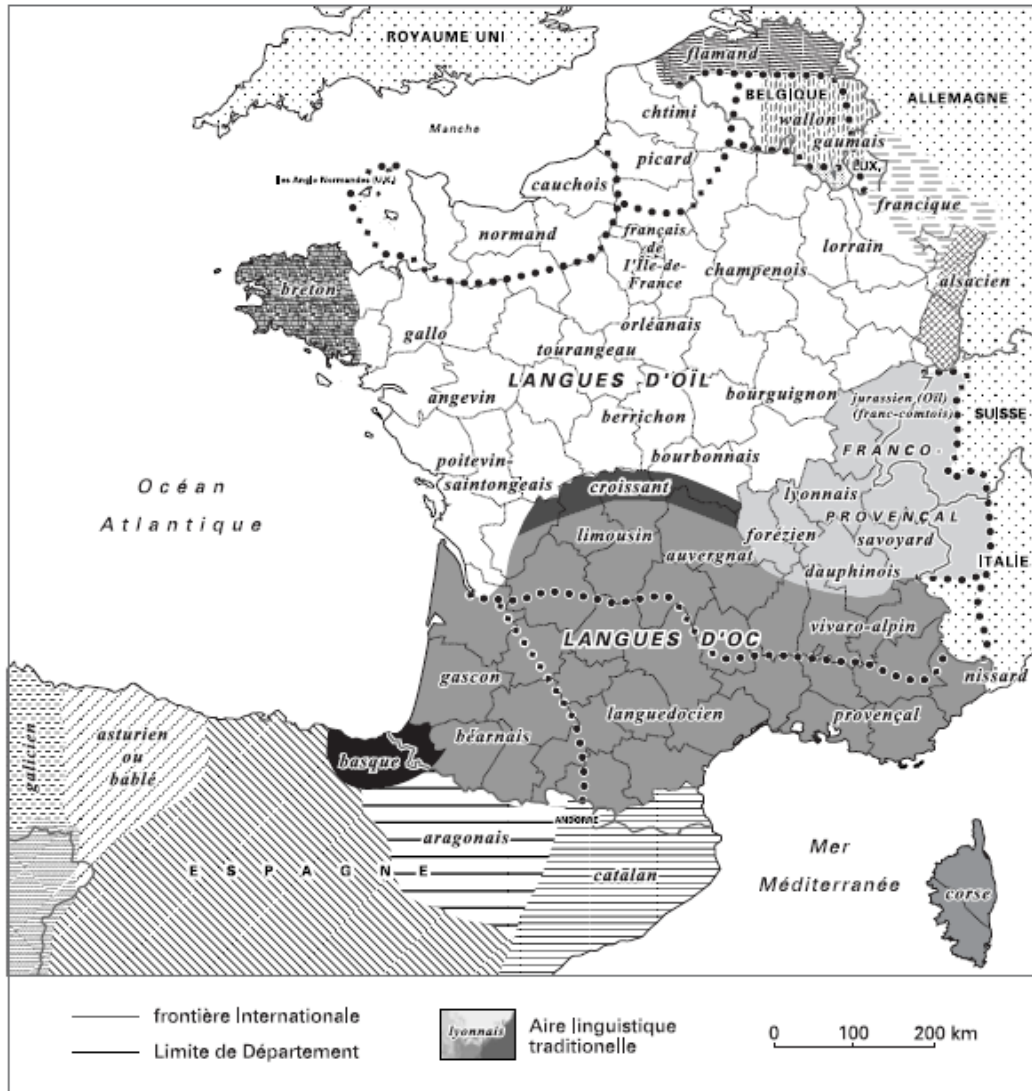 ROYAUME UNI
flamand
BELGIQUE
ALLEMAGNE
chtimi
wallon
Manche
gaumais
picard
LUX.
Iles Anglo Normandes (U.K.)
cauchois
francique
normand
français
de
l'Île-de-
France
lorrain
champenois
breton
alsacien
orléanais
gallo
tourangeau
LANGUES D'OÏL
bourguignon
jurassien (Oïl)
(franc-comtois)
SUISSE
angevin
berrichon
FRANCO-
poitevin-
saintongeais
bourbonnais
croissant
lyonnais
Océan
Atlantique
PROVENÇAL
forézien
savoyard
limousin
auvergnat
ITALIE
dauphinois
LANGUES D'OC
vivaro-alpin
gascon
nissard
languedocien
provençal
galicien
asturien
ou
bablé
béarnais
basque
ANDORRE
aragonais
Mer
Méditerranée
ESPAGNE
catalan
corse
frontière Internationale
Limite de Département
lyonnais
Aire linguistique
traditionelle
0 100 200 km